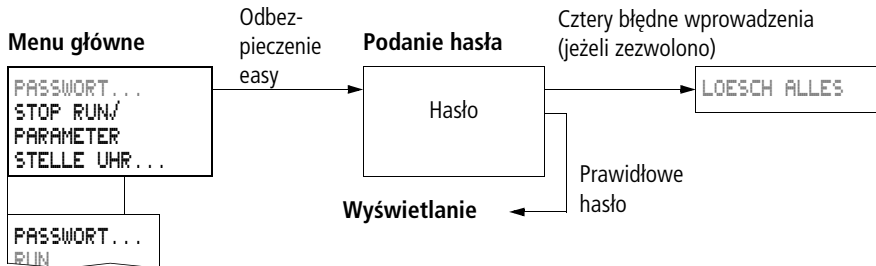 Menu główne
PASSWORT...
STOP RUN√
PARAMETER
STELLE UHR...
PASSWORT...
RUN
Odbez-
pieczenie
easy
Podanie hasła
Hasło
Cztery błędne wprowadzenia
(jeżeli zezwolono)
LOESCH ALLES
Prawidłowe
hasło
Wyświetlanie